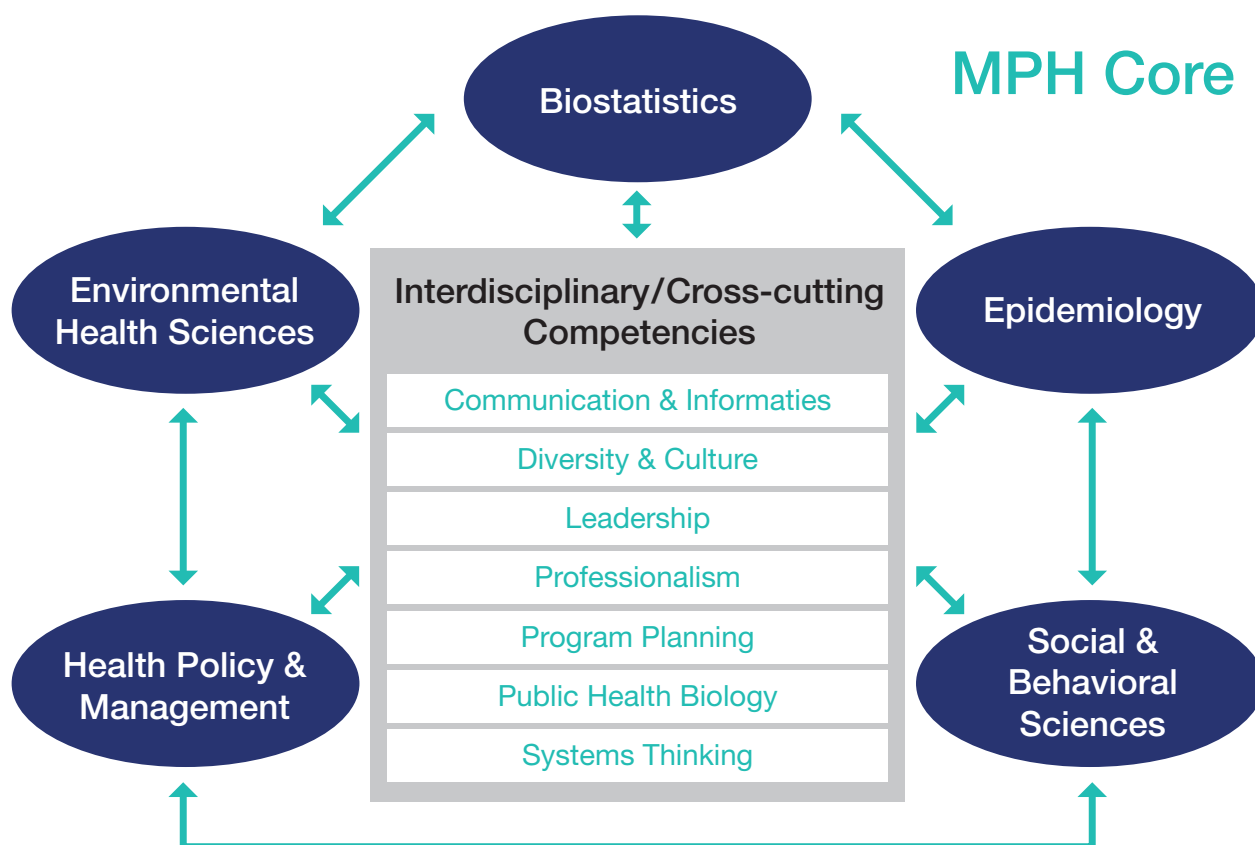 MPH Core
Biostatistics
Environmental
Health Sciences
Interdisciplinary/Cross-cutting
Competencies
Epidemiology
Communication & Informaties
Diversity & Culture
Leadership
Professionalism
Program Planning
Public Health Biology
Systems Thinking
Health Policy &
Management
Social &
Behavioral
Sciences